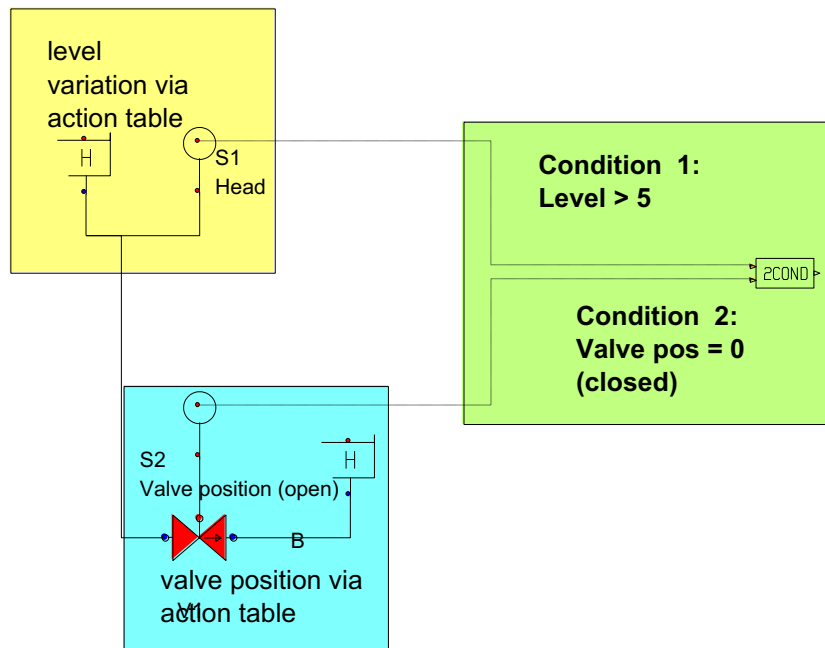 level
variation via
action table
H
S1
Head
Condition 1:
Level > 5
2COND
Condition 2:
Valve pos = 0
(closed)
H
S2
Valve position (open)
B
valve position via
action table
V1